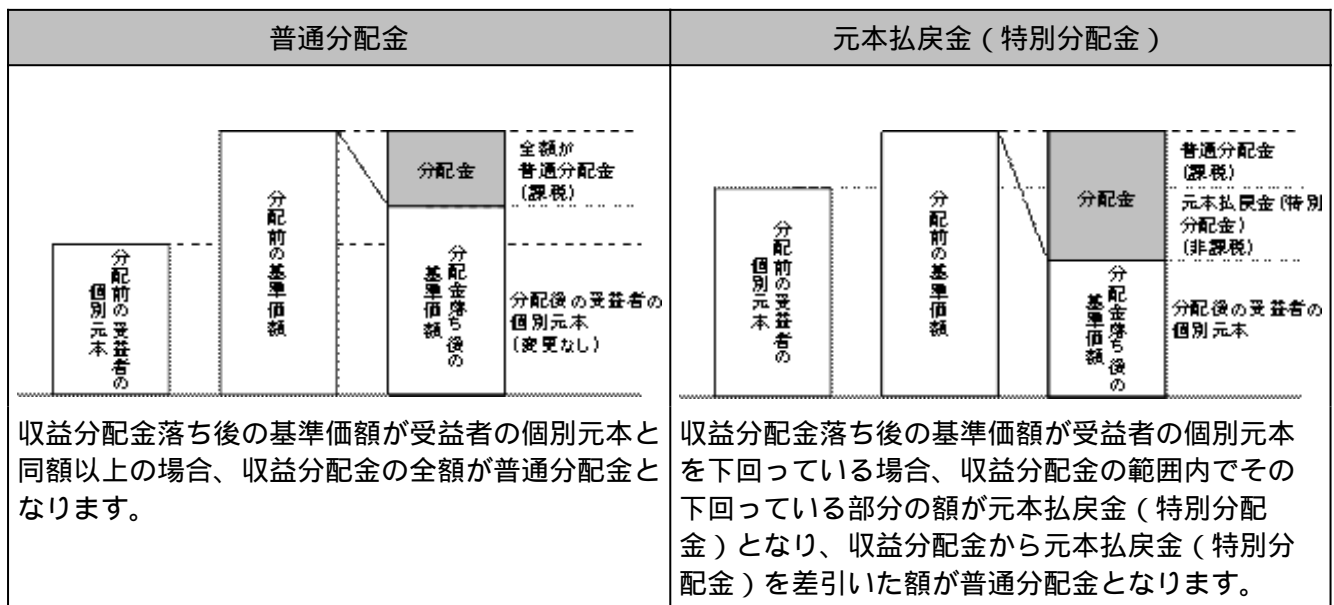 普通分配金
分配前の受益者の
個別元本
分配前の基準価額
分配金
分配金落ち後の
基準価額
全額が
普通分配金
(課税)
分配後の受益者の
個別元本
(変更なし)
収益分配金落ち後の基準価額が受益者の個別元本と
同額以上の場合、収益分配金の全額が普通分配金と
なります。
元本払戻金(特別分配金)
分配前の受益者の
個別元本
分配前の基準価額
分配金
分配金落ち後の
基準価額
普通分配金
(課税)
元本払戻金(特別
分配金)
(非課税)
分配後の受益者の
個別元本
収益分配金落ち後の基準価額が受益者の個別元本
を下回っている場合、収益分配金の範囲内でその
下回っている部分の額が元本払戻金(特別分配
金)となり、収益分配金から元本払戻金(特別分
配金)を差引いた額が普通分配金となります。